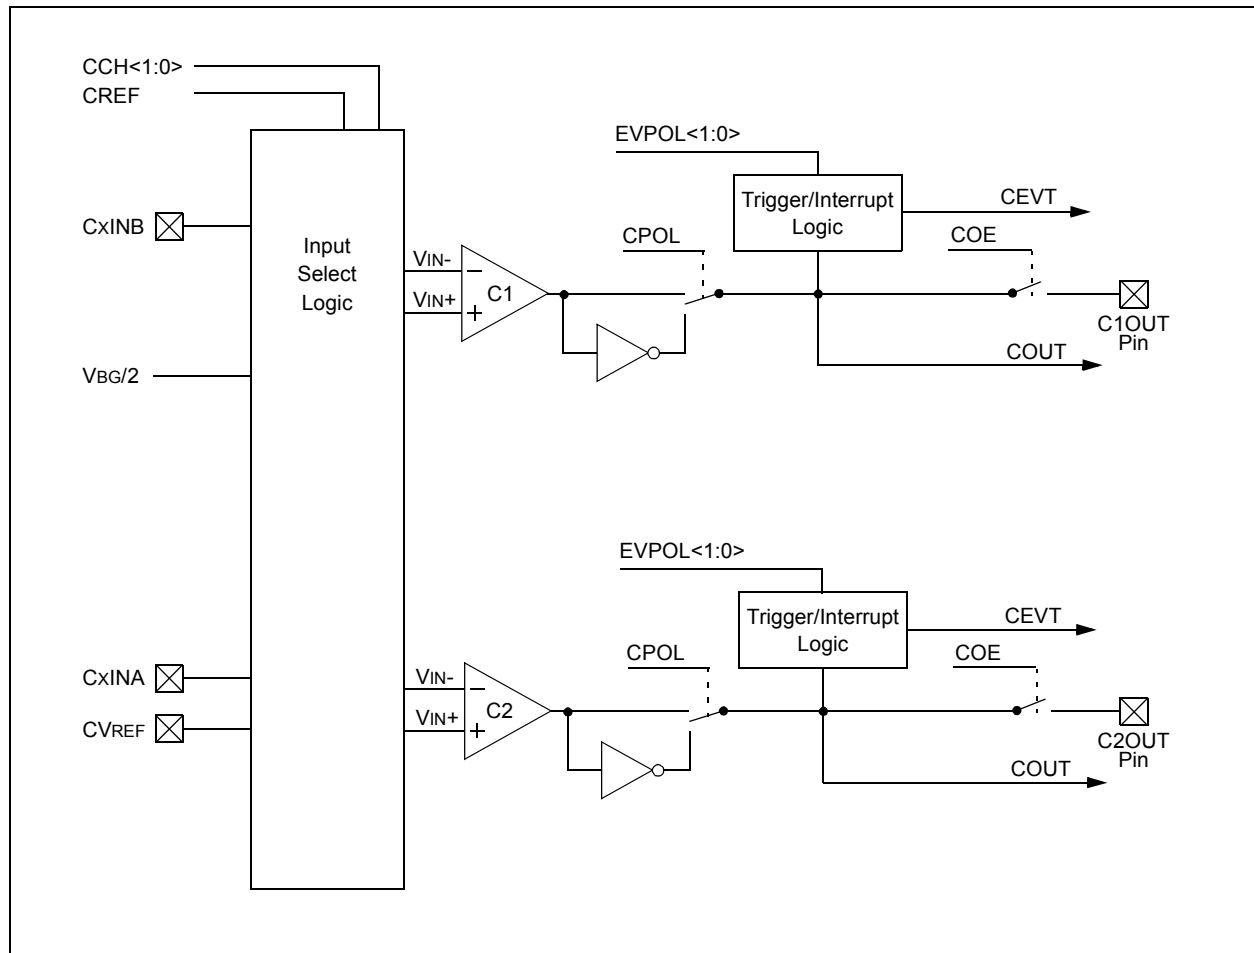 CCH<1:0>
CREF
CXINB
VBG/2
CXINA
CVREF
Input
Select
Logic
VIN-
VIN+
C1
CPOL
EVPOL<1:0>
Trigger/Interrupt
Logic
CEVT
COE
C1OUT
Pin
COUT
VIN-
VIN+
C2
CPOL
EVPOL<1:0>
Trigger/Interrupt
Logic
CEVT
COE
C2OUT
Pin
COUT